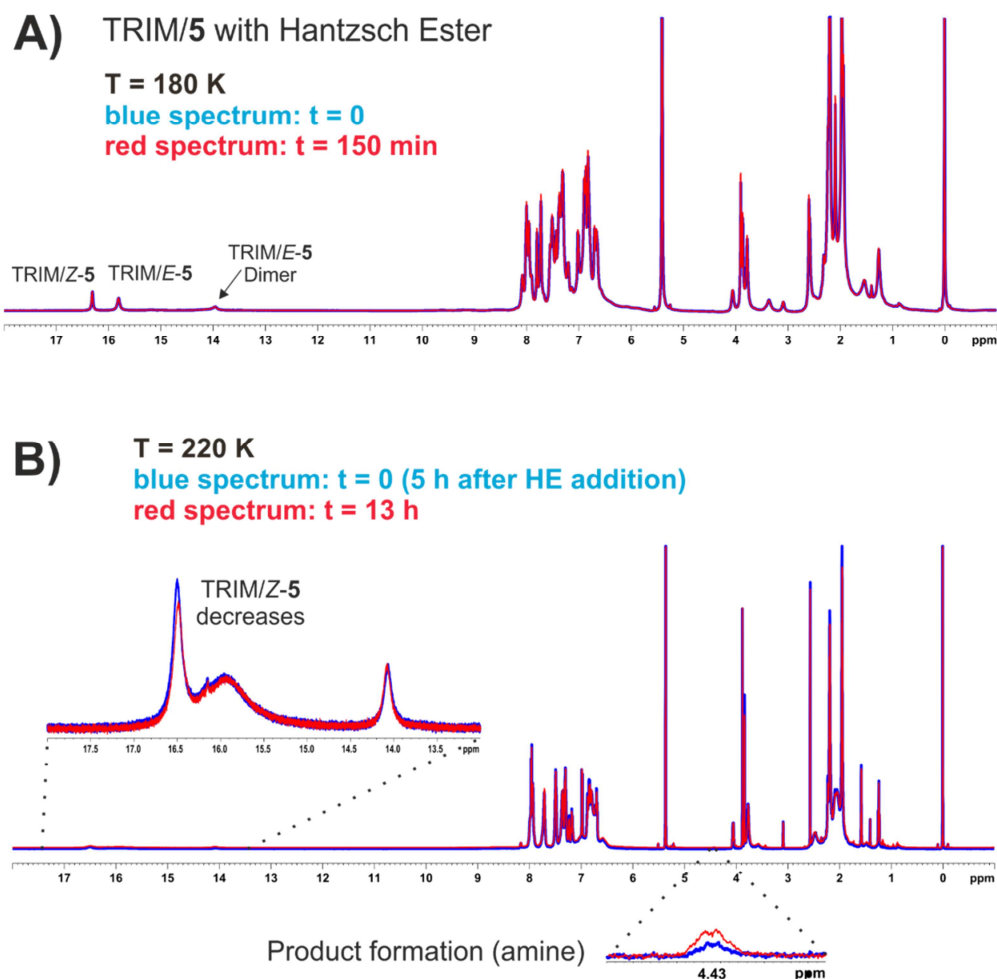 A) TRIM/5 with Hantzsch Ester
T = 180 K
blue spectrum: t = 0
red spectrum: t = 150 min
TRIM/Z-5 TRIM/E-5 TRIM/E-5
Dimer
17 16 15 14 13 12 11 10 9 8 7 6 5 4 3 2 1 0 ppm
B) T = 220 K
blue spectrum: t = 0 (5 h after HE addition)
red spectrum: t = 13 h
TRIM/Z-5
decreases
17.5 17.0 16.5 16.0 15.5 15.0 14.5 14.0 13.5 ppm
17 16 15 14 13 12 11 10 9 8 7 6 5 4 3 2 1 0 ppm
Product formation (amine)
4.43 ppm